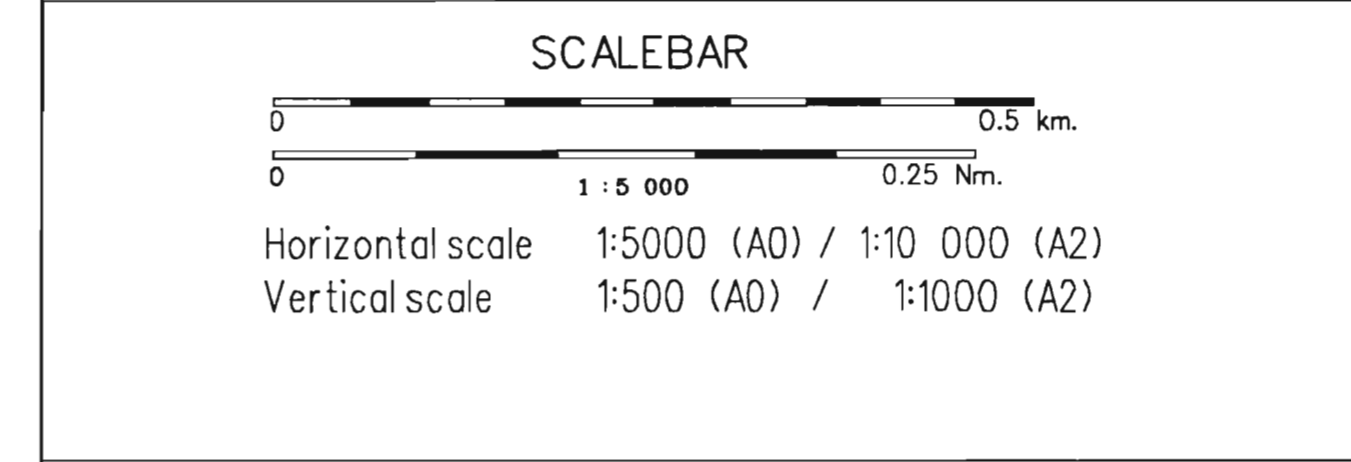 SCALEBAR
0 0.5 km.
0 0.25 Nm.
1 : 5 000
Horizontal scale 1:5000 (A0) / 1:10 000 (A2)
Vertical scale 1:500 (A0) / 1:1000 (A2)